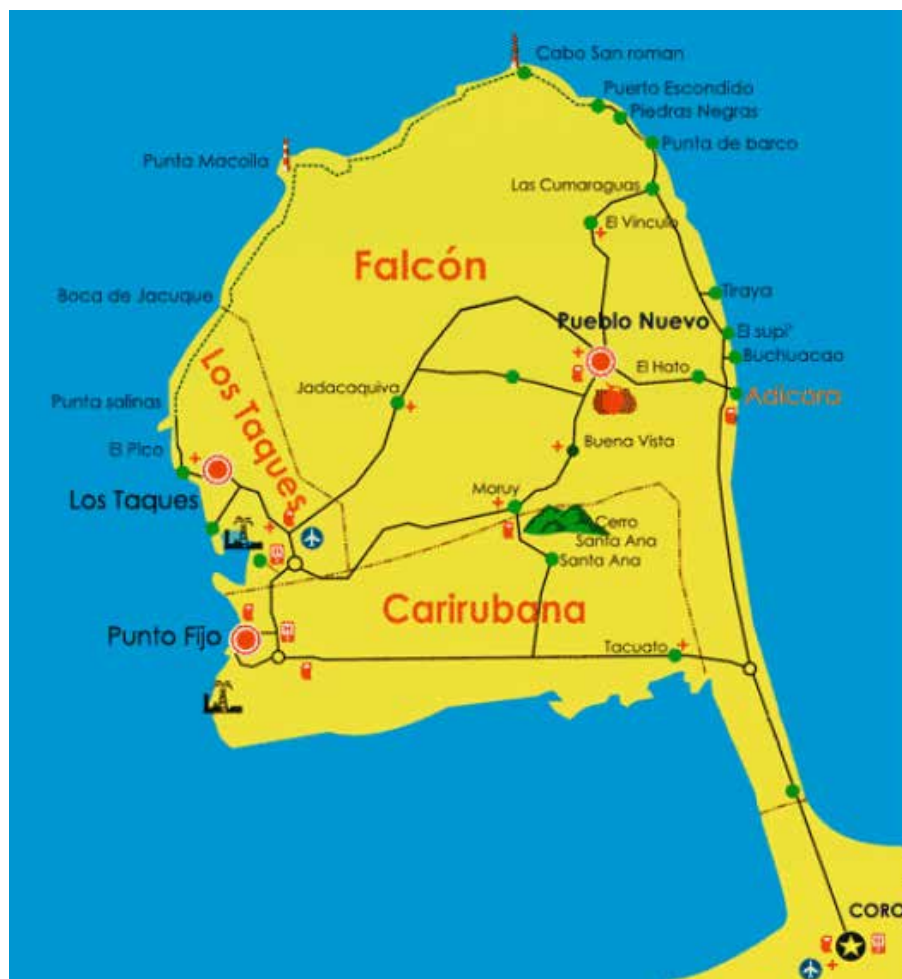 Cabo San roman
Puerto Escondido
Piedras Negras
Punta de barco
Punta Macolla
Las Cumaraguas
El Vinculo
Falcón
Boca de Jacuque
Tiraya
Pueblo Nuevo
El supi'
Buchuacao
El Hato
Los Taques
Jadacaquiva
Adicora
Punta salinas
El Pico
Buena Vista
Los Taques
Moruy
Cerro
Santa Ana
Santa Ana
Carirubana
Punto Fijo
Tacuato
CORO